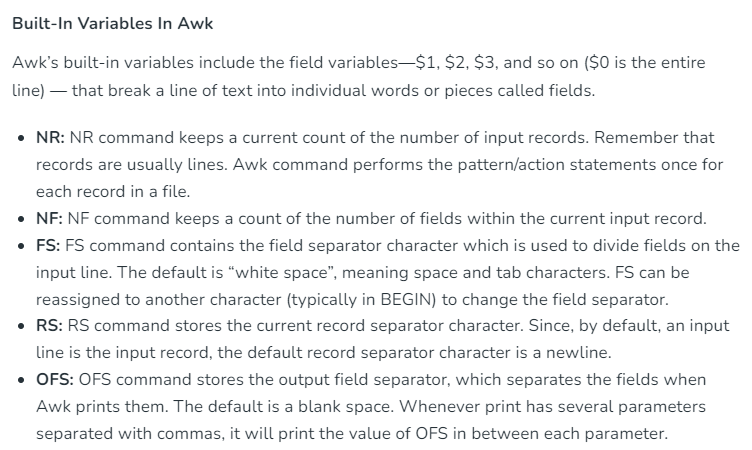 Built-In Variables In Awk
Awk’s built-in variables include the field variables—$1, $2, $3, and so on ($0 is the entire
line) — that break a line of text into individual words or pieces called fields.
• NR: NR command keeps a current count of the number of input records. Remember that
records are usually lines. Awk command performs the pattern/action statements once for
each record in a file.
• NF: NF command keeps a count of the number of fields within the current input record.
• FS: FS command contains the field separator character which is used to divide fields on the
input line. The default is “white space”, meaning space and tab characters. FS can be
reassigned to another character (typically in BEGIN) to change the field separator.
• RS: RS command stores the current record separator character. Since, by default, an input
line is the input record, the default record separator character is a newline.
• OFS: OFS command stores the output field separator, which separates the fields when
Awk prints them. The default is a blank space. Whenever print has several parameters
separated with commas, it will print the value of OFS in between each parameter.